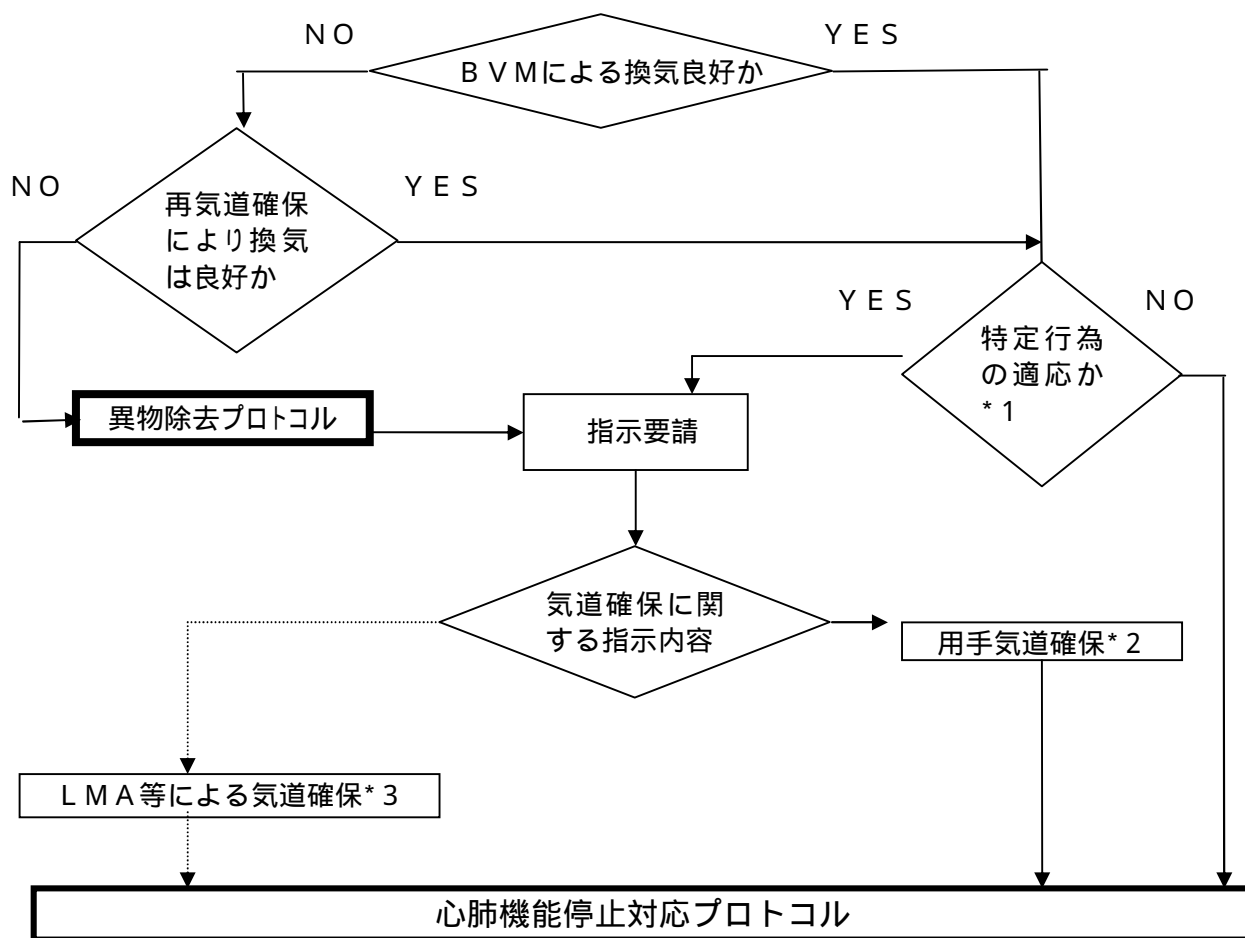 NO
YES
BVMによる換気良好か
NO
YES
再気道確保
により換気
は良好か
YES
NO
特定行為
の適応か
*1
異物除去プロトコル
指示要請
気道確保に関
する指示内容
用手気道確保*2
LMA等による気道確保*3
心肺機能停止対応プロトコル